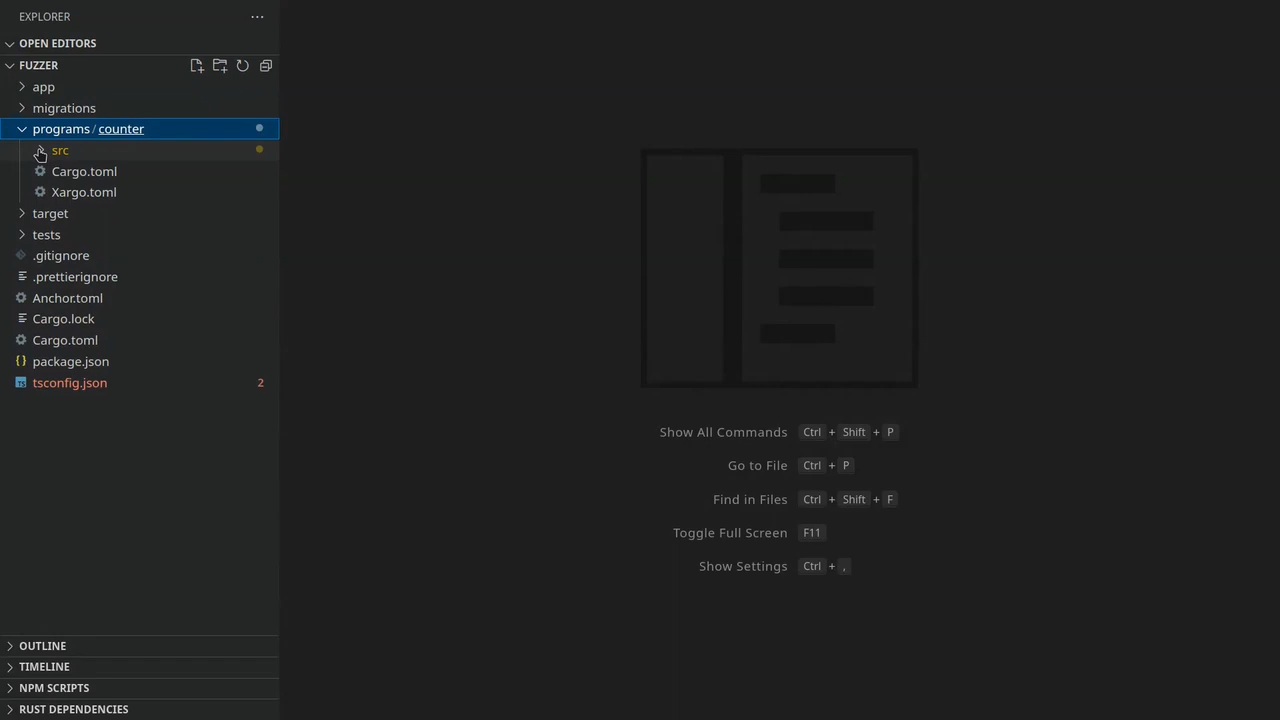 EXPLORER
OPEN EDITORS
FUZZER
app
migrations
programs / counter
src
Cargo.toml
Xargo.toml
target
tests
.gitignore
.prettierignore
Anchor.toml
Cargo.lock
Cargo.toml
package.json
tsconfig.json 2
Show All Commands Ctrl + Shift + P
Go to File Ctrl + P
Find in Files Ctrl + Shift + F
Toggle Full Screen F11
Show Settings Ctrl + ,
OUTLINE
TIMELINE
NPM SCRIPTS
RUST DEPENDENCIES